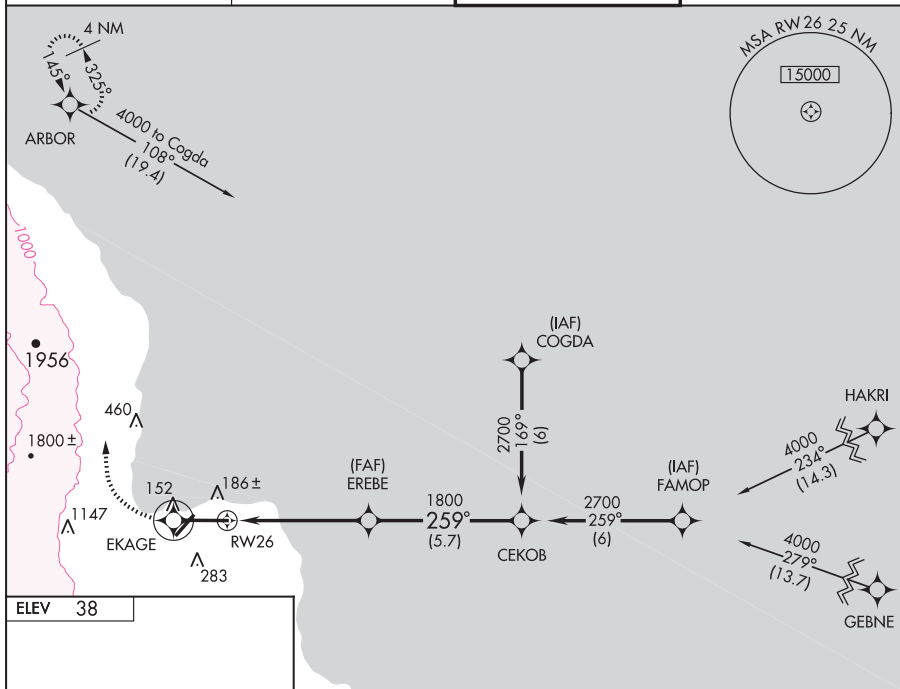 4 NM
145°
325°
ARBOR
4000 to Cogda
108°
(19.4)
MSA RW26 25 NM
15000
1000
1956
1800 ±
1147
460
152
186 ±
283
EKAGE
RW26
(FAF)
EREBE
1800
259°
(5.7)
(IAF)
COGDA
2700
169°
(6)
CEKOB
2700
259°
(6)
(IAF)
FAMOP
HAKRI
4000
234°
(14.3)
4000
279°
(13.7)
GEBNE
ELEV 38